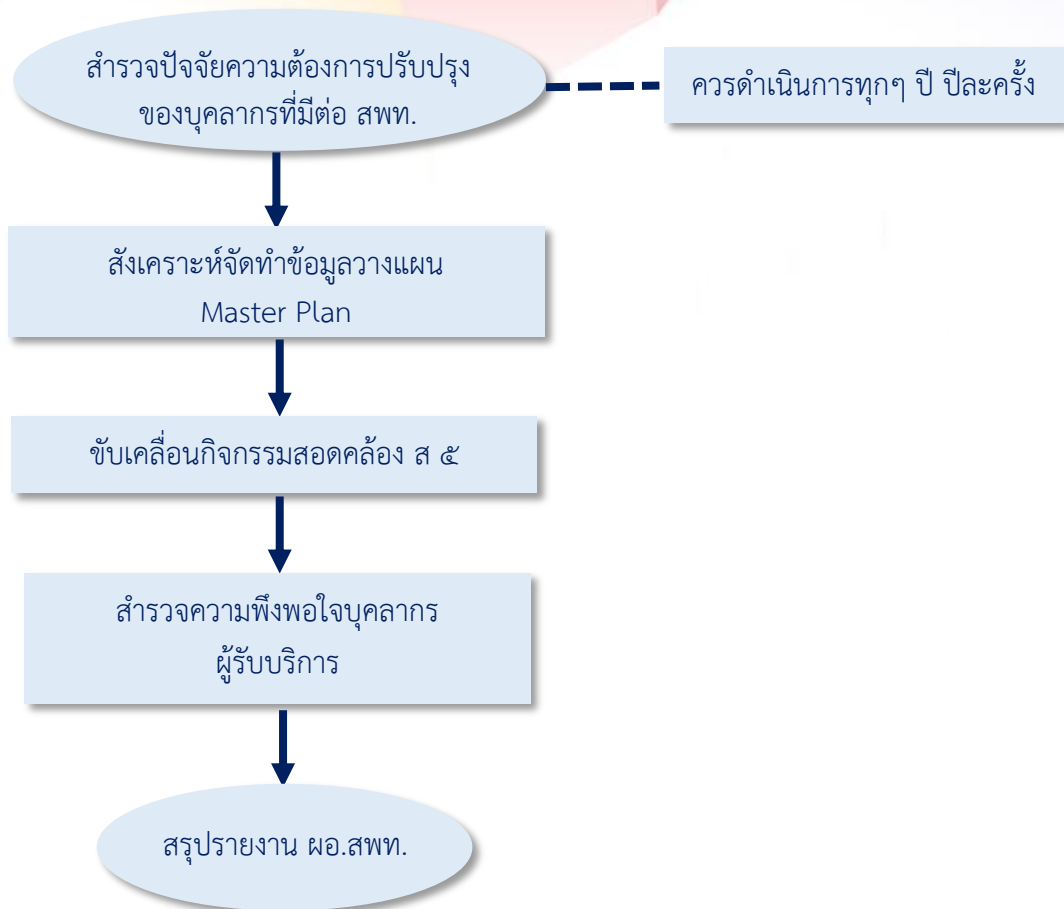 สำรวจปัจจัยความต้องการปรับปรุง
ของบุคลากรที่มีต่อ สพท.
ควรดำเนินการทุกๆ ปี ปีละครั้ง
สังเคราะห์จัดทำข้อมูลวางแผน
Master Plan
ขับเคลื่อนกิจกรรมสอดคล้อง ส ๕
สำรวจความพึงพอใจบุคลากร
ผู้รับบริการ
สรุปรายงาน ผอ.สพท.